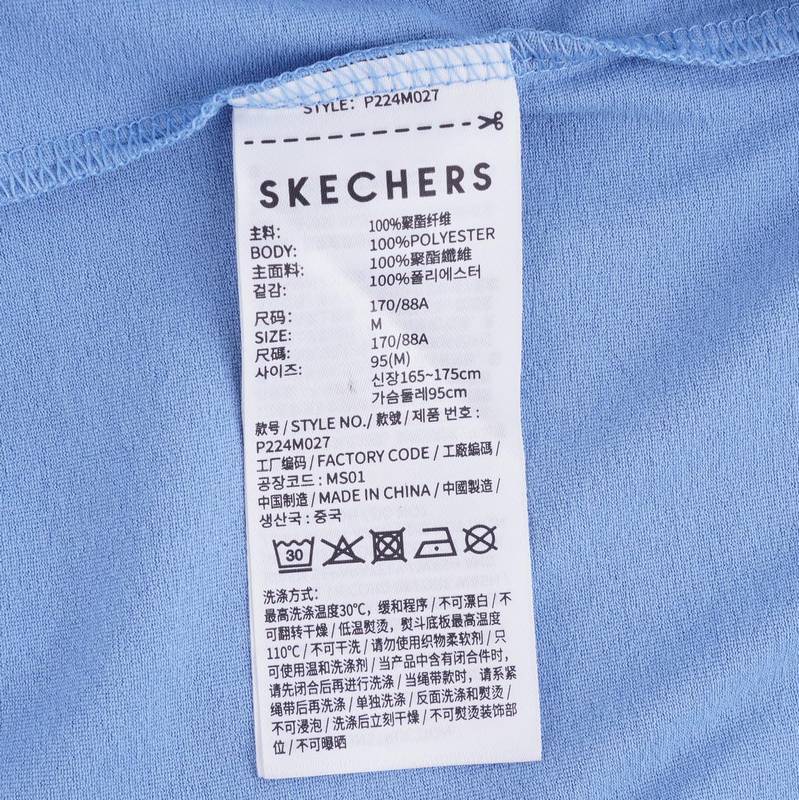 STYLE: P224M027
SKECHERS
主料: 100%聚酯纤维
BODY: 100%POLYESTER
主面料: 100%聚酯纖維
겉감: 100%폴리에스터
尺码: 170/88A
SIZE: M
尺碼: 170/88A
사이즈: 95(M)
신장165~175cm
가슴둘레95cm
款号 / STYLE NO./ 款號 / 제품 번호 :
P224M027
工厂编码 / FACTORY CODE / 工廠編碼 /
공장코드 : MS01
中国制造 / MADE IN CHINA / 中國製造 /
생산국 : 중국
30
洗涤方式:
最高洗涤温度30℃，缓和程序 / 不可漂白 / 不
可翻转干燥 / 低温熨烫，熨斗底板最高温度
110℃ / 不可干洗 / 请勿使用织物柔软剂 / 只
可使用温和洗涤剂 / 当产品中含有闭合件时，
请先闭合后再进行洗涤 / 当绳带款时，请系紧
绳带后再洗涤 / 单独洗涤 / 反面洗涤和熨烫 /
不可浸泡 / 洗涤后立刻干燥 / 不可熨烫装饰部
位 / 不可曝晒